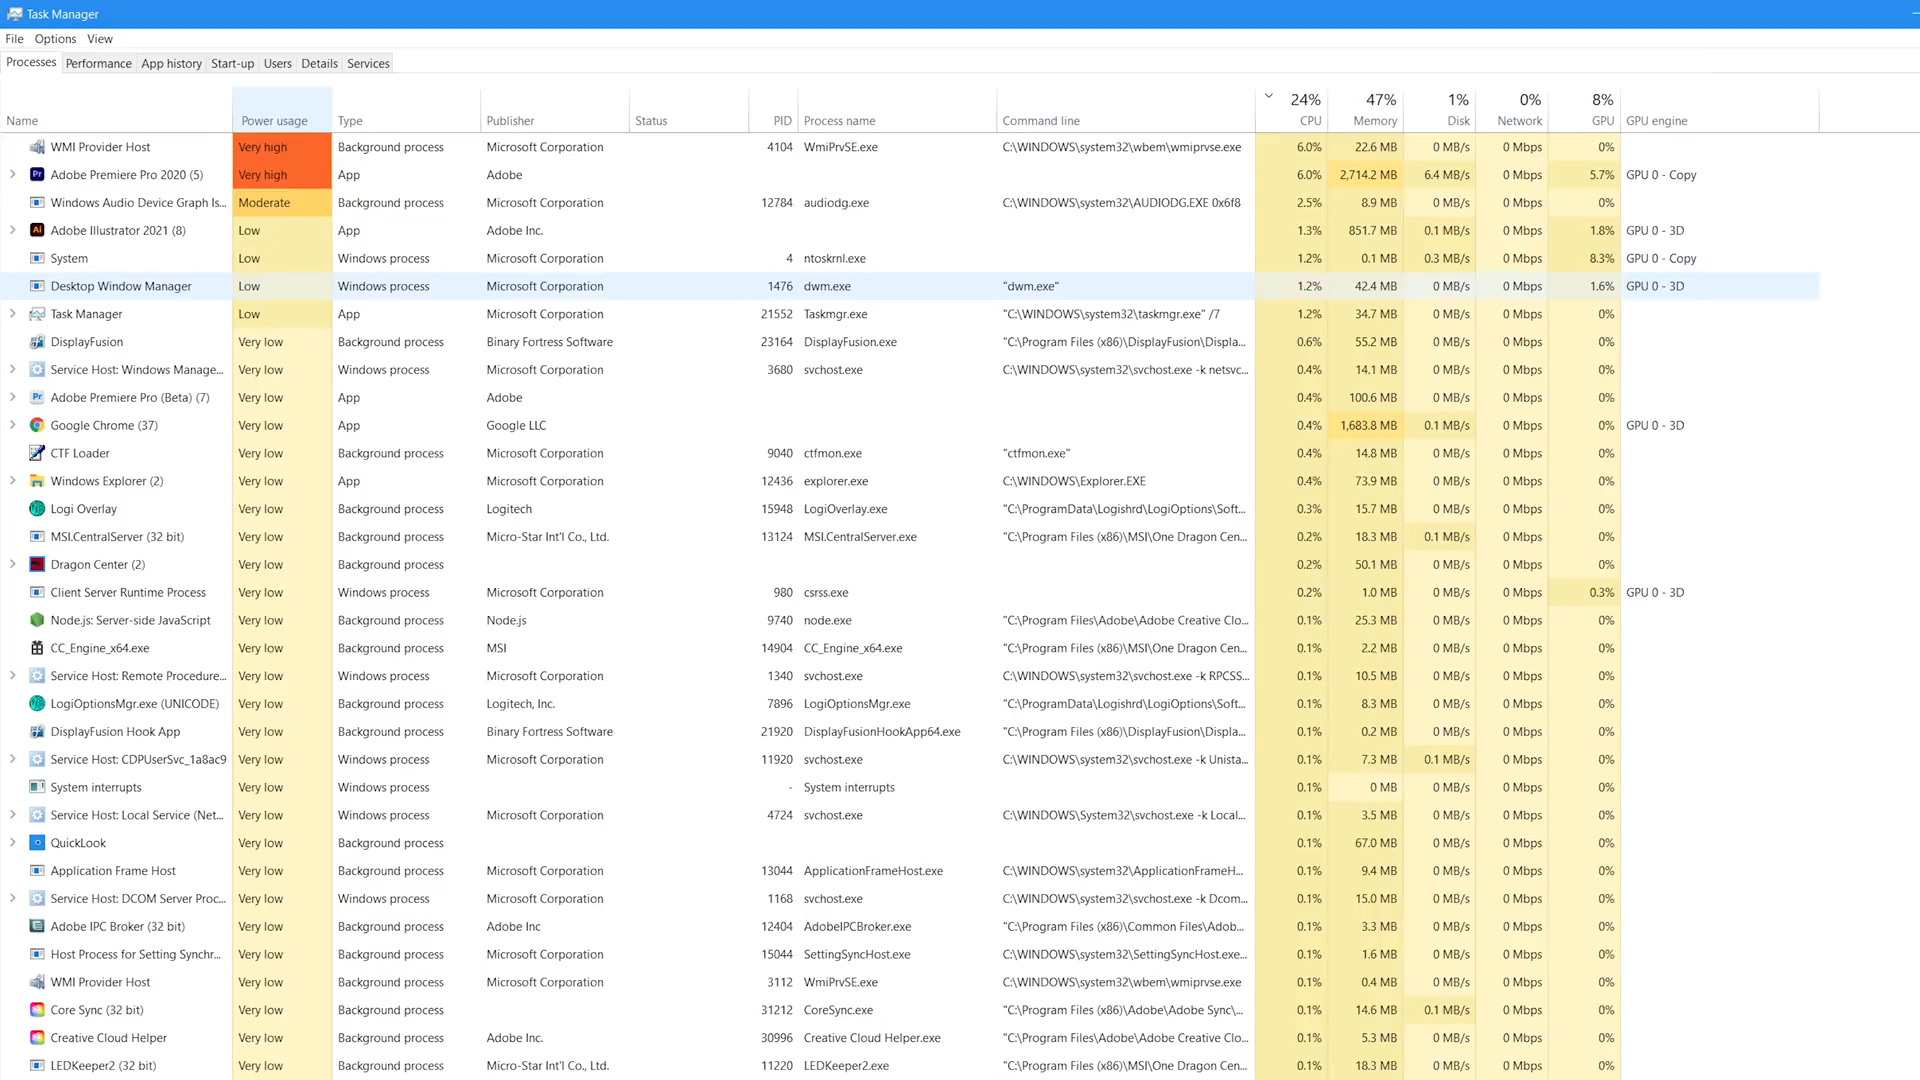 Task Manager
File Options View
Processes Performance App history Start-up Users Details Services
24% 47% 1% 0% 8%
Name Power usage Type Publisher Status PID Process name Command line CPU Memory Disk Network GPU GPU engine
WMI Provider Host Very high Background process Microsoft Corporation 4104 WmiPrvSE.exe C:\WINDOWS\system32\wbem\wmiprvse.exe 6.0% 22.6 MB 0 MB/s 0 Mbps 0%
Adobe Premiere Pro 2020 (5) Very high App Adobe 6.0% 2,714.2 MB 6.4 MB/s 0 Mbps 5.7% GPU 0 - Copy
Windows Audio Device Graph Is... Moderate Background process Microsoft Corporation 12784 audiodg.exe C:\WINDOWS\system32\AUDIODG.EXE 0x6f8 2.5% 8.9 MB 0 MB/s 0 Mbps 0%
Adobe Illustrator 2021 (8) Low App Adobe Inc. 1.3% 851.7 MB 0.1 MB/s 0 Mbps 1.8% GPU 0 - 3D
System Low Windows process Microsoft Corporation 4 ntoskrnl.exe 1.2% 0.1 MB 0.3 MB/s 0 Mbps 8.3% GPU 0 - Copy
Desktop Window Manager Low Windows process Microsoft Corporation 1476 dwm.exe "dwm.exe" 1.2% 42.4 MB 0 MB/s 0 Mbps 1.6% GPU 0 - 3D
Task Manager Low App Microsoft Corporation 21552 Taskmgr.exe "C:\WINDOWS\system32\taskmgr.exe" /7 1.2% 34.7 MB 0 MB/s 0 Mbps 0%
DisplayFusion Very low Background process Binary Fortress Software 23164 DisplayFusion.exe "C:\Program Files (x86)\DisplayFusion\Displa... 0.6% 55.2 MB 0 MB/s 0 Mbps 0%
Service Host: Windows Manage... Very low Windows process Microsoft Corporation 3680 svchost.exe C:\WINDOWS\system32\svchost.exe -k netsvc... 0.4% 14.1 MB 0 MB/s 0 Mbps 0%
Adobe Premiere Pro (Beta) (7) Very low App Adobe 0.4% 100.6 MB 0 MB/s 0 Mbps 0%
Google Chrome (37) Very low App Google LLC 0.4% 1,683.8 MB 0.1 MB/s 0 Mbps 0% GPU 0 - 3D
CTF Loader Very low Background process Microsoft Corporation 9040 ctfmon.exe "ctfmon.exe" 0.4% 14.8 MB 0 MB/s 0 Mbps 0%
Windows Explorer (2) Very low App Microsoft Corporation 12436 explorer.exe C:\WINDOWS\Explorer.EXE 0.4% 73.9 MB 0 MB/s 0 Mbps 0%
Logi Overlay Very low Background process Logitech 15948 LogiOverlay.exe "C:\ProgramData\Logishrd\LogiOptions\Soft... 0.3% 15.7 MB 0 MB/s 0 Mbps 0%
MSI.CentralServer (32 bit) Very low Background process Micro-Star Int'l Co., Ltd. 13124 MSI.CentralServer.exe "C:\Program Files (x86)\MSI\One Dragon Cen... 0.2% 18.3 MB 0.1 MB/s 0 Mbps 0%
Dragon Center (2) Very low Background process 0.2% 50.1 MB 0 MB/s 0 Mbps 0%
Client Server Runtime Process Very low Windows process Microsoft Corporation 980 csrss.exe 0.2% 1.0 MB 0 MB/s 0 Mbps 0.3% GPU 0 - 3D
Node.js: Server-side JavaScript Very low Background process Node.js 9740 node.exe "C:\Program Files\Adobe\Adobe Creative Clo... 0.1% 25.3 MB 0 MB/s 0 Mbps 0%
CC_Engine_x64.exe Very low Background process MSI 14904 CC_Engine_x64.exe "C:\Program Files (x86)\MSI\One Dragon Cen... 0.1% 2.2 MB 0 MB/s 0 Mbps 0%
Service Host: Remote Procedure... Very low Windows process Microsoft Corporation 1340 svchost.exe C:\WINDOWS\system32\svchost.exe -k RPCSS... 0.1% 10.5 MB 0 MB/s 0 Mbps 0%
LogiOptionsMgr.exe (UNICODE) Very low Background process Logitech, Inc. 7896 LogiOptionsMgr.exe "C:\ProgramData\Logishrd\LogiOptions\Soft... 0.1% 8.3 MB 0 MB/s 0 Mbps 0%
DisplayFusion Hook App Very low Background process Binary Fortress Software 21920 DisplayFusionHookApp64.exe "C:\Program Files (x86)\DisplayFusion\Displa... 0.1% 0.2 MB 0 MB/s 0 Mbps 0%
Service Host: CDPUserSvc_1a8ac9 Very low Windows process Microsoft Corporation 11920 svchost.exe C:\WINDOWS\system32\svchost.exe -k Unista... 0.1% 7.3 MB 0.1 MB/s 0 Mbps 0%
System interrupts Very low Windows process - System interrupts 0.1% 0 MB 0 MB/s 0 Mbps 0%
Service Host: Local Service (Net... Very low Windows process Microsoft Corporation 4724 svchost.exe C:\WINDOWS\System32\svchost.exe -k Local... 0.1% 3.5 MB 0 MB/s 0 Mbps 0%
QuickLook Very low Background process 0.1% 67.0 MB 0 MB/s 0 Mbps 0%
Application Frame Host Very low Background process Microsoft Corporation 13044 ApplicationFrameHost.exe C:\WINDOWS\system32\ApplicationFrameH... 0.1% 9.4 MB 0 MB/s 0 Mbps 0%
Service Host: DCOM Server Proc... Very low Windows process Microsoft Corporation 1168 svchost.exe C:\WINDOWS\system32\svchost.exe -k Dcom... 0.1% 15.0 MB 0 MB/s 0 Mbps 0%
Adobe IPC Broker (32 bit) Very low Background process Adobe Inc 12404 AdobeIPCBroker.exe "C:\Program Files (x86)\Common Files\Adob... 0.1% 3.3 MB 0 MB/s 0 Mbps 0%
Host Process for Setting Synchr... Very low Background process Microsoft Corporation 15044 SettingSyncHost.exe C:\WINDOWS\system32\SettingSyncHost.exe... 0.1% 1.6 MB 0 MB/s 0 Mbps 0%
WMI Provider Host Very low Background process Microsoft Corporation 3112 WmiPrvSE.exe C:\WINDOWS\system32\wbem\wmiprvse.exe 0.1% 0.4 MB 0 MB/s 0 Mbps 0%
Core Sync (32 bit) Very low Background process 31212 CoreSync.exe "C:\Program Files (x86)\Adobe\Adobe Sync\... 0.1% 14.6 MB 0.1 MB/s 0 Mbps 0%
Creative Cloud Helper Very low Background process Adobe Inc. 30996 Creative Cloud Helper.exe "C:\Program Files\Adobe\Adobe Creative Clo... 0.1% 5.3 MB 0 MB/s 0 Mbps 0%
LEDKeeper2 (32 bit) Very low Background process Micro-Star Int'l Co., Ltd. 11220 LEDKeeper2.exe "C:\Program Files (x86)\MSI\One Dragon Cen... 0.1% 18.3 MB 0 MB/s 0 Mbps 0%